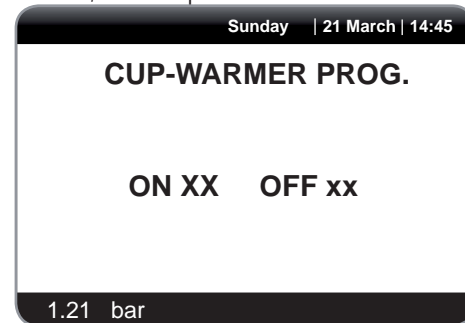 Sunday | 21 March | 14:45
CUP-WARMER PROG.
ON XX OFF xx
1.21 bar